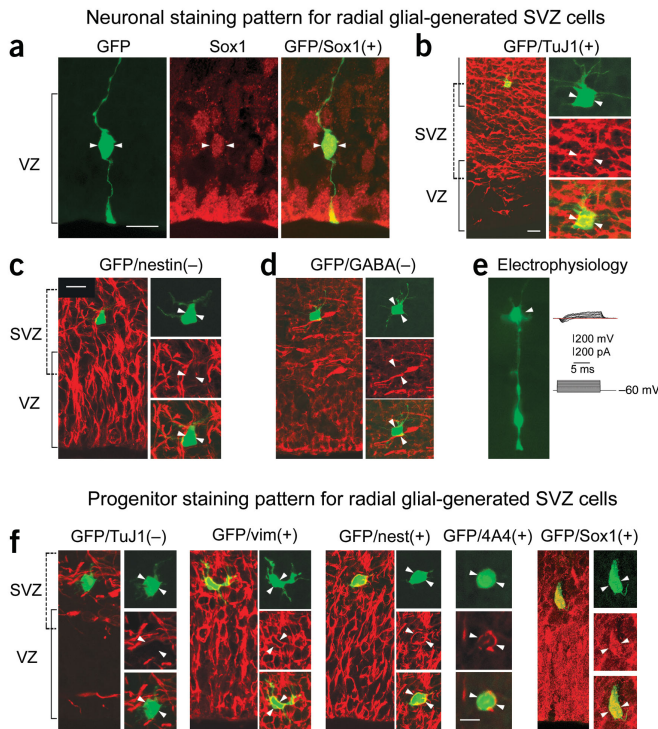 Neuronal staining pattern for radial glial-generated SVZ cells
a
GFP
Sox1
GFP/Sox1(+)
VZ
b
GFP/TuJ1(+)
SVZ
VZ
c
GFP/nestin(–)
SVZ
VZ
d
GFP/GABA(–)
e
Electrophysiology
200 mV
200 pA
5 ms
–60 mV
Progenitor staining pattern for radial glial-generated SVZ cells
f
GFP/TuJ1(–)
GFP/vim(+)
GFP/nest(+)
GFP/4A4(+)
GFP/Sox1(+)
SVZ
VZ